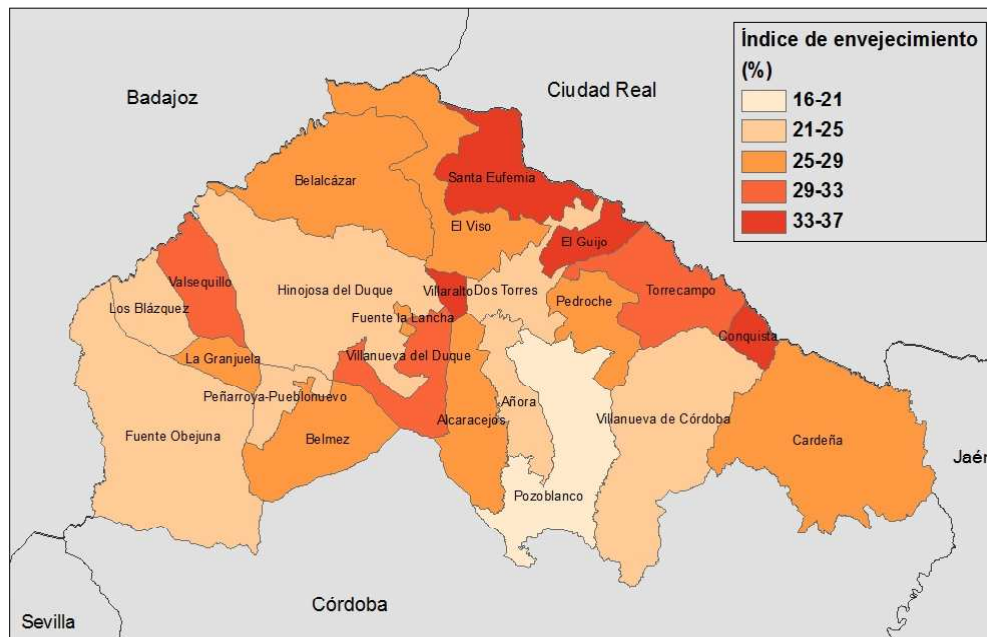 Índice de envejecimiento
(%)
16-21
21-25
25-29
29-33
33-37
Badajoz
Ciudad Real
Belalcázar
Santa Eufemia
El Viso
El Guijo
Valsequillo
Hinojosa del Duque
Villaralto
Dos Torres
Torrecampo
Los Blázquez
Pedroche
Fuente la Lancha
Conquista
La Granjuela
Villanueva del Duque
Peñarroya-Pueblonuevo
Añora
Alcaracejos
Villanueva de Córdoba
Fuente Obejuna
Belmez
Cardeña
Jaén
Pozoblanco
Córdoba
Sevilla